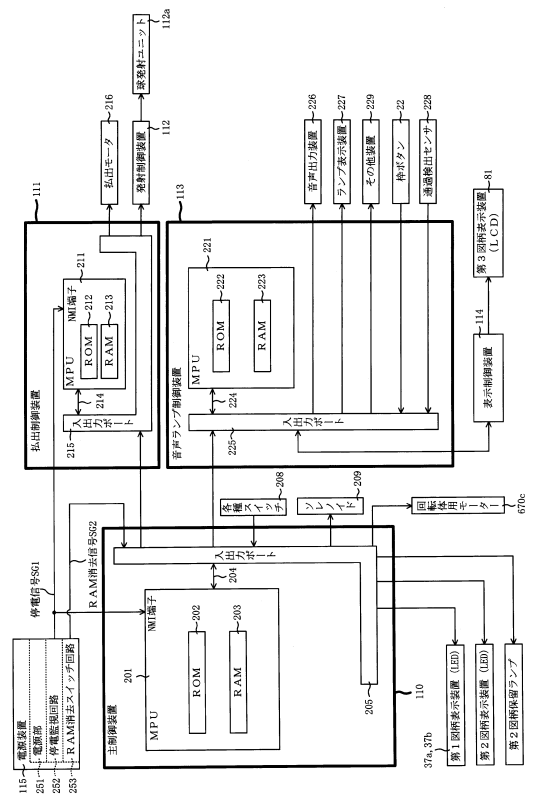 電源装置
電源部
停電監視回路
RAM消去スイッチ回路
115
251
252
253
停電信号SG1
RAM消去信号SG2
主制御装置
110
MPU
201
NMI端子
ROM
202
RAM
203
204
入出力ポート
205
払出制御装置
111
MPU
211
NMI端子
ROM
212
RAM
213
214
入出力ポート
215
払出モータ
216
発射制御装置
112
球発射ユニット
112a
音声ランプ制御装置
113
MPU
221
ROM
222
RAM
223
224
入出力ポート
225
音声出力装置
226
ランプ表示装置
227
その他装置
229
枠ボタン
22
通過検出センサ
228
表示制御装置
114
第3図柄表示装置
(LCD)
81
各種スイッチ
208
ソレノイド
209
回転体用モーター
670c
第1図柄表示装置(LED)
37a,37b
第2図柄表示装置(LED)
第2図柄保留ランプ